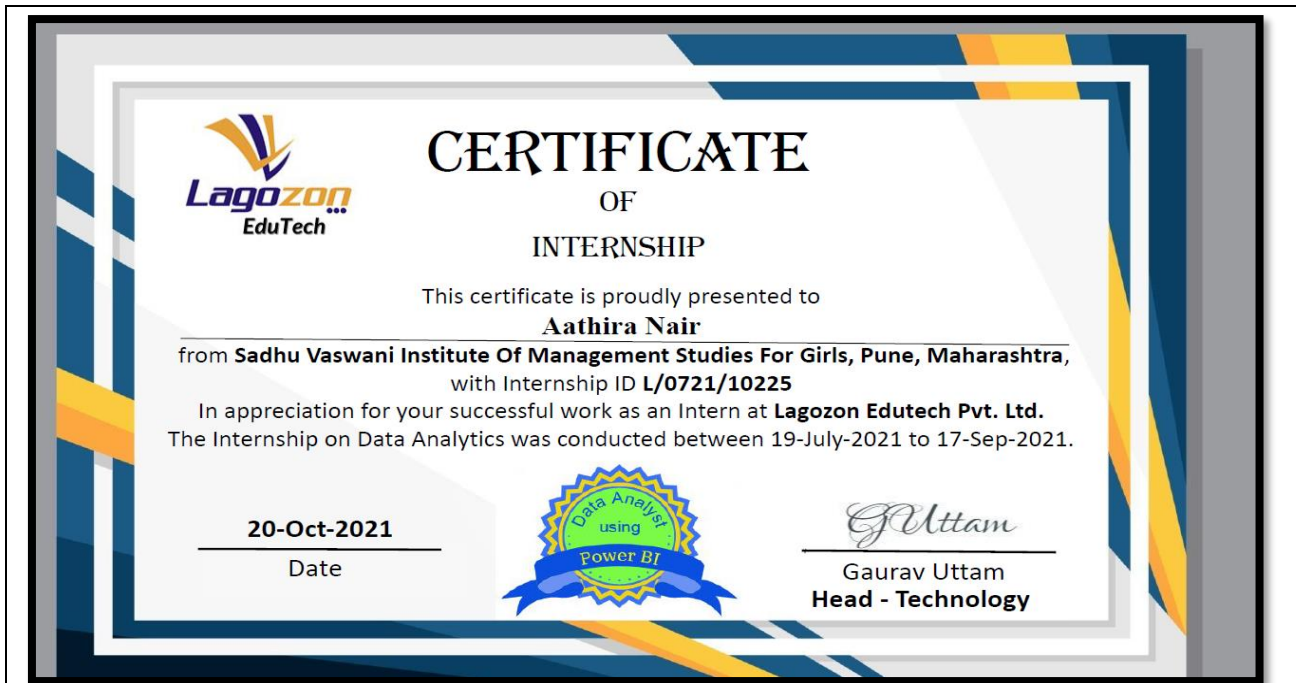 Lagozon
EduTech
CERTIFICATE
OF
INTERNSHIP
This certificate is proudly presented to
Aathira Nair
from Sadhu Vaswani Institute Of Management Studies For Girls, Pune, Maharashtra,
with Internship ID L/0721/10225
In appreciation for your successful work as an Intern at Lagozon Edutech Pvt. Ltd.
The Internship on Data Analytics was conducted between 19-July-2021 to 17-Sep-2021.
20-Oct-2021
Date
Data Analyst
using
Power BI
GUttam
Gaurav Uttam
Head - Technology